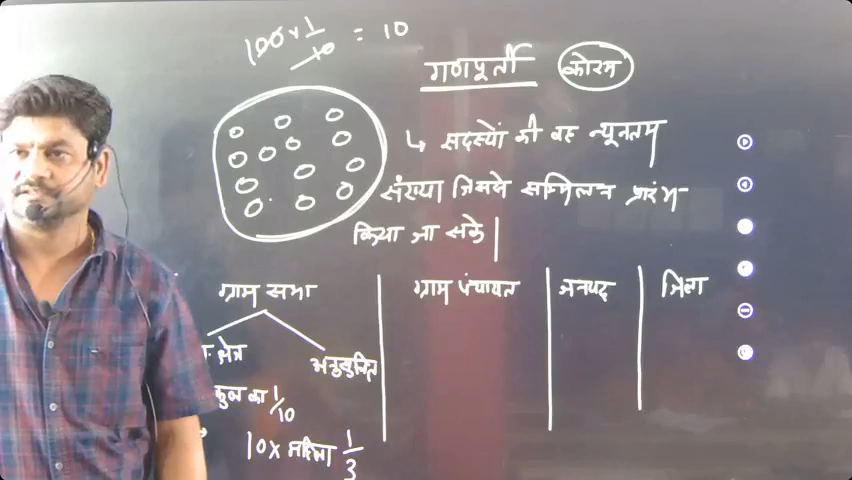 100 × 1/10 = 10
गणपूर्ती कोरम
↳ सदस्यों की वह न्यूनतम
संख्या जिससे सम्मिलन प्रारंभ
किया जा सके|
ग्राम सभा
ग्राम पंचायत
जनपद
जिला
क्षेत्र
अनुसूचित
कुल का 1/10
10 × महिला 1/3